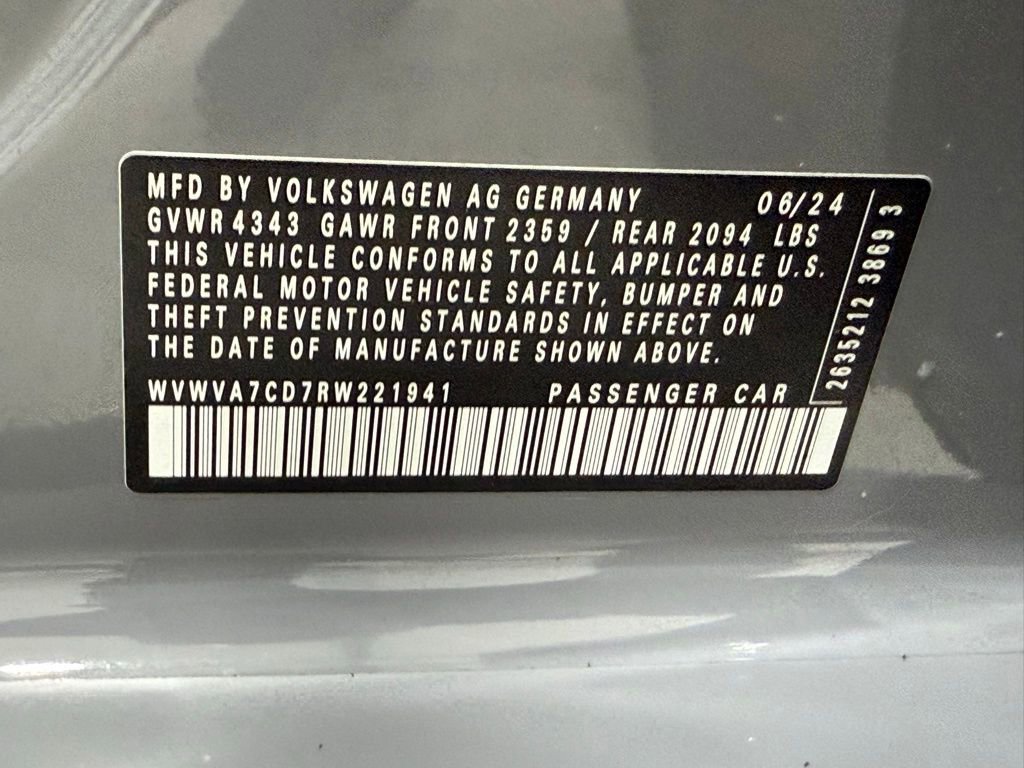 MFD BY VOLKSWAGEN AG GERMANY 06/24
GVWR 4343 GAWR FRONT 2359 / REAR 2094 LBS
THIS VEHICLE CONFORMS TO ALL APPLICABLE U.S.
FEDERAL MOTOR VEHICLE SAFETY, BUMPER AND
THEFT PREVENTION STANDARDS IN EFFECT ON
THE DATE OF MANUFACTURE SHOWN ABOVE.
WVWVA7CD7RW221941 PASSENGER CAR
2635212 3869 3